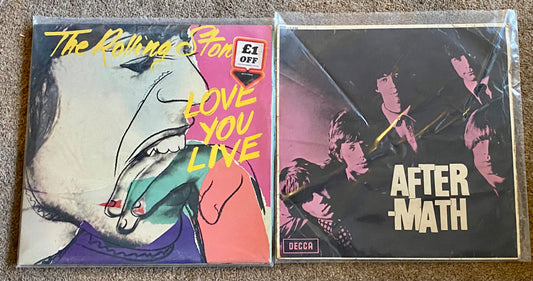 The Rolling Ston
£1
OFF
LOVE
YOU
LIVE
AFTER
-MATH
DECCA